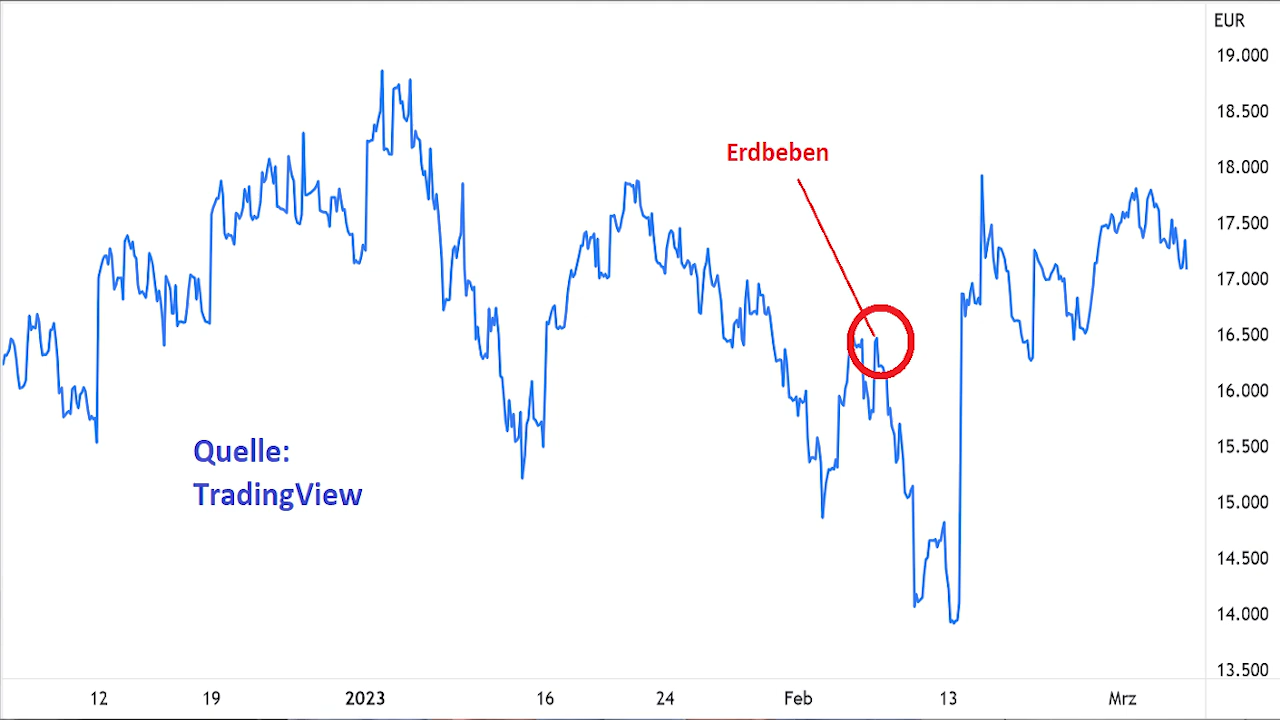 EUR
19.000
18.500
Erdbeben
18.000
17.500
17.000
16.500
16.000
Quelle:
TradingView
15.500
15.000
14.500
14.000
13.500
12 19 2023 16 24 Feb 13 Mrz